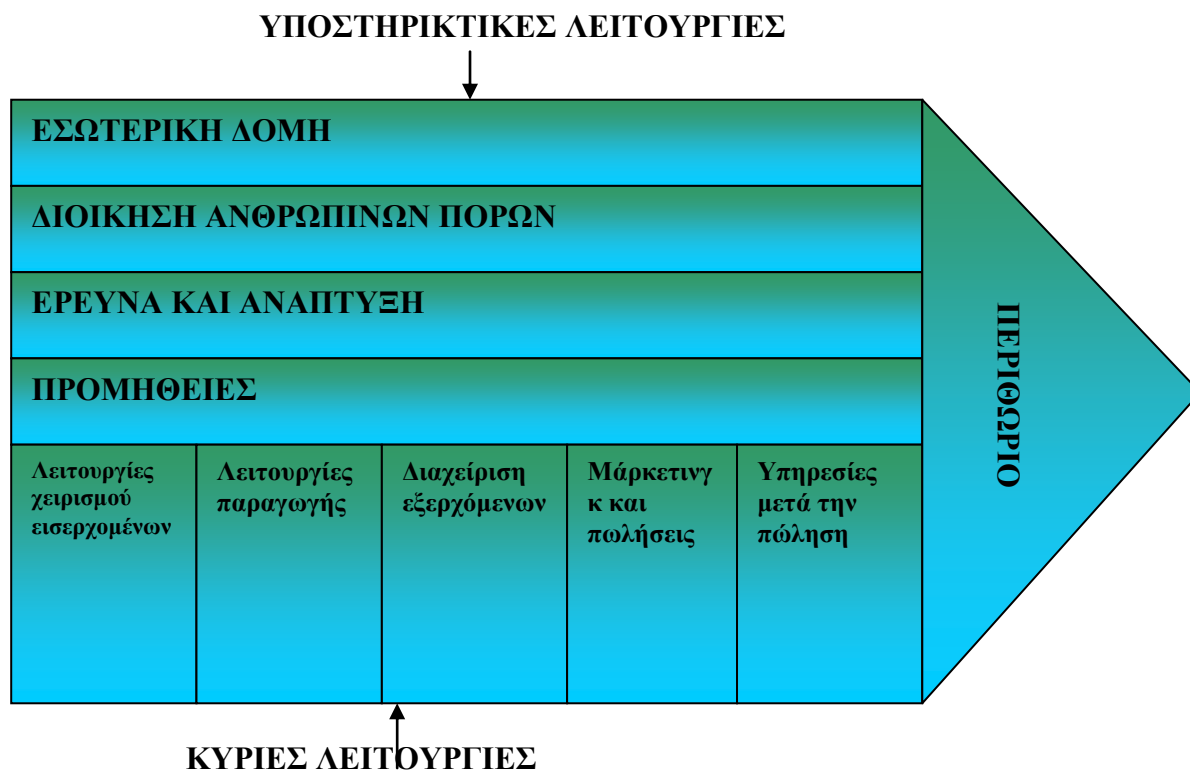 ΥΠΟΣΤΗΡΙΚΤΙΚΕΣ ΛΕΙΤΟΥΡΓΙΕΣ
ΕΣΩΤΕΡΙΚΗ ΔΟΜΗ
ΔΙΟΙΚΗΣΗ ΑΝΘΡΩΠΙΝΩΝ ΠΟΡΩΝ
ΕΡΕΥΝΑ ΚΑΙ ΑΝΑΠΤΥΞΗ
ΠΡΟΜΗΘΕΙΕΣ
Λειτουργίες
χειρισμού
εισερχομένων
Λειτουργίες
παραγωγής
Διαχείριση
εξερχόμενων
Μάρκετινγ
κ και
πωλήσεις
Υπηρεσίες
μετά την
πώληση
ΠΕΡΙΘΩΡΙΟ
ΚΥΡΙΕΣ ΛΕΙΤΟΥΡΓΙΕΣ